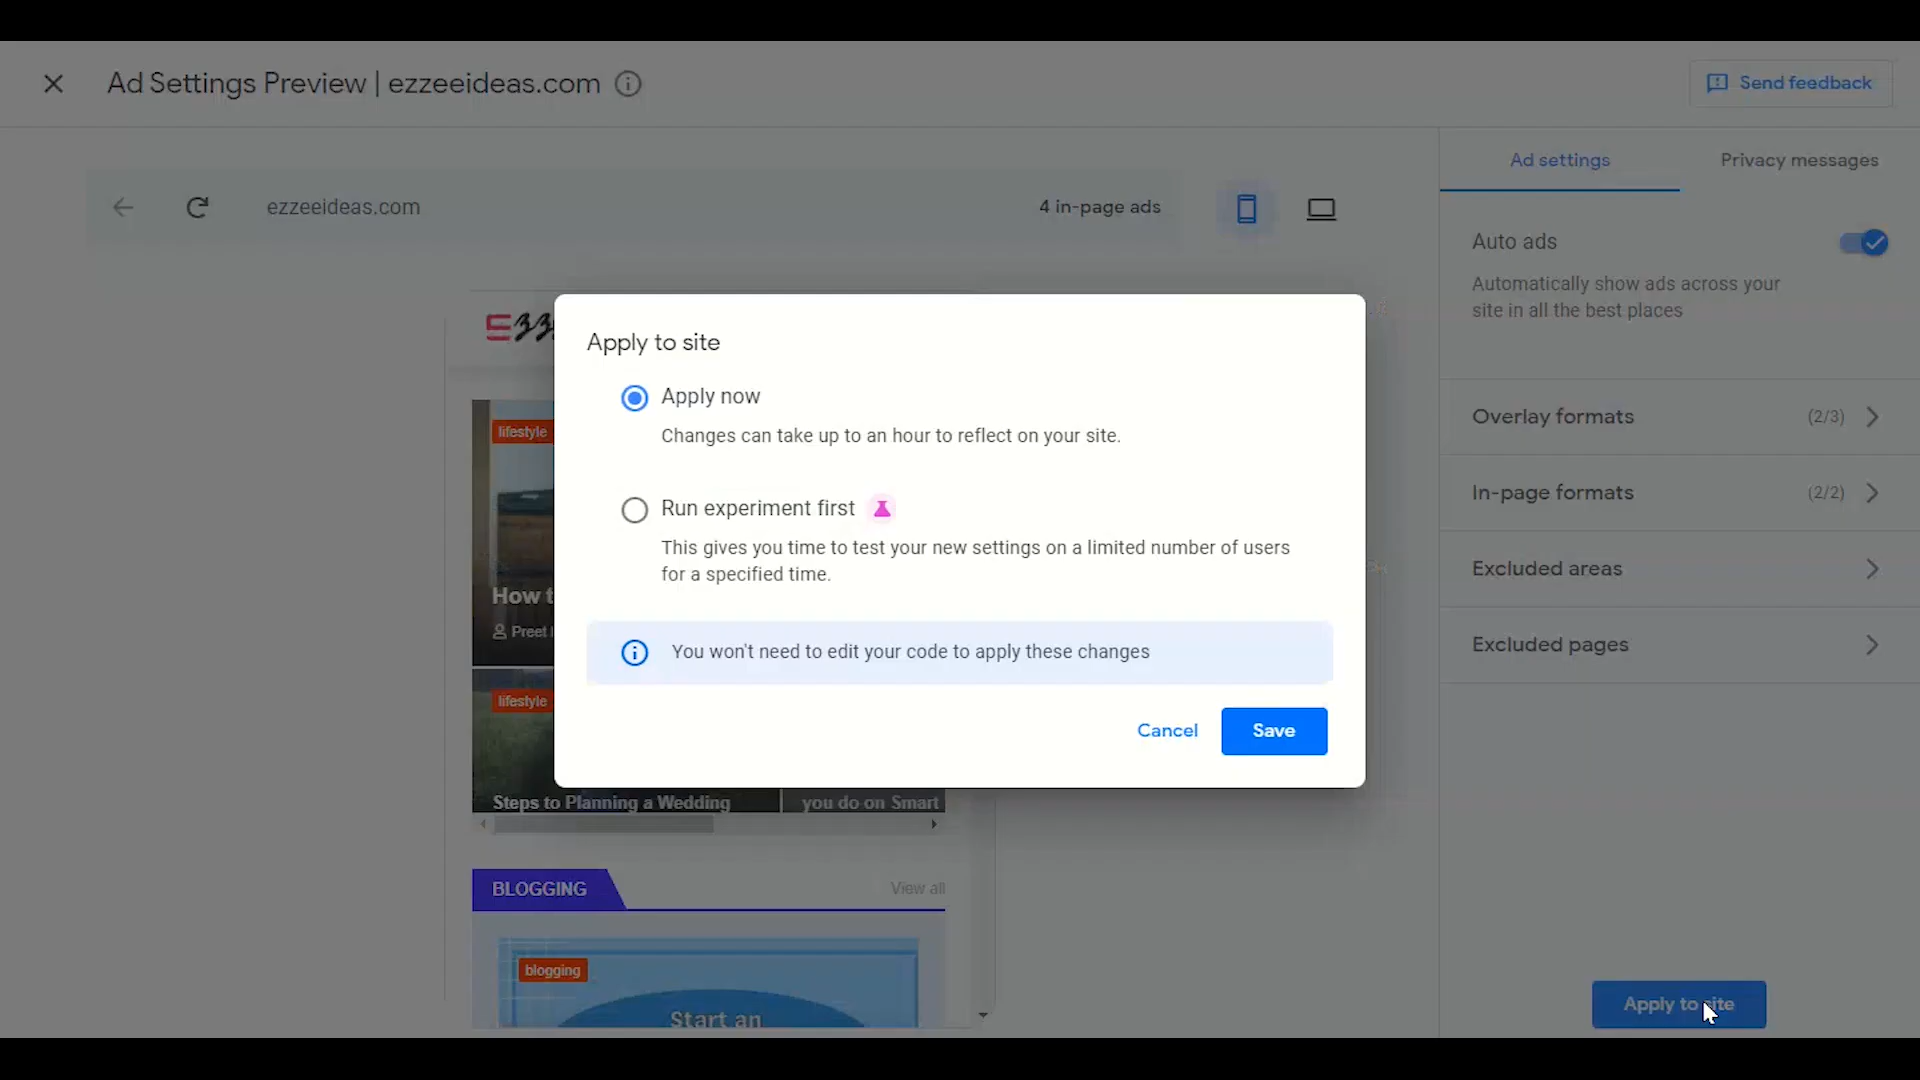 Ad Settings Preview | ezzeeideas.com
Send feedback
ezzeeideas.com
4 in-page ads
Ad settings
Privacy messages
Auto ads
Automatically show ads across your
site in all the best places
Overlay formats (2/3)
In-page formats (2/2)
Excluded areas
Excluded pages
Apply to site
Apply now
Changes can take up to an hour to reflect on your site.
Run experiment first
This gives you time to test your new settings on a limited number of users
for a specified time.
You won't need to edit your code to apply these changes
Cancel
Save
lifestyle
How t
Preet
lifestyle
Steps to Planning a Wedding
you do on Smart
BLOGGING
View all
blogging
Start an
Apply to site